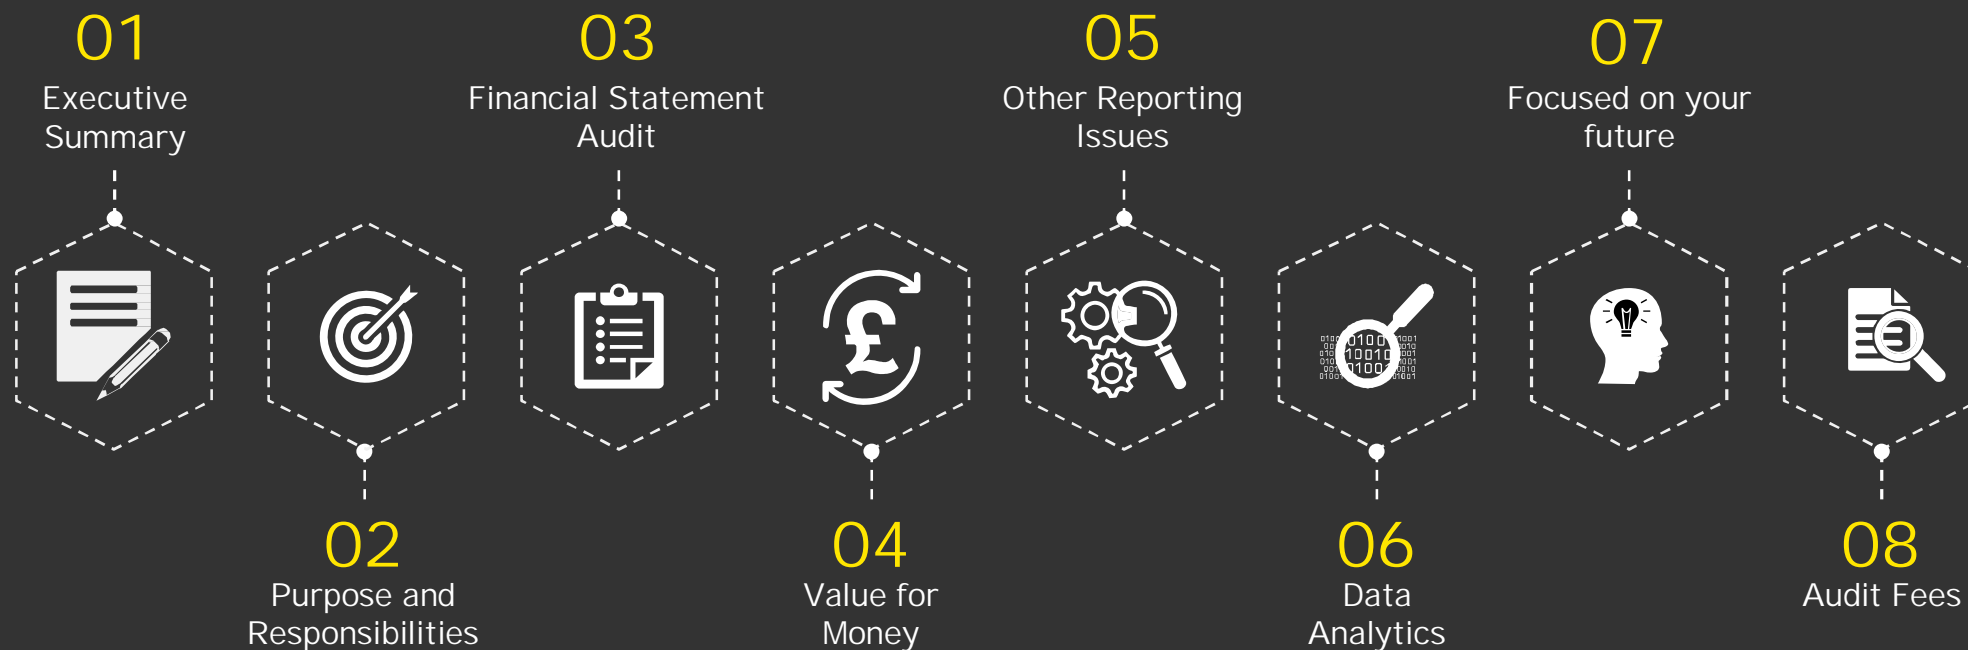 01
Executive
Summary
03
Financial Statement
Audit
05
Other Reporting
Issues
07
Focused on your
future
£
02
Purpose and
Responsibilities
04
Value for
Money
06
Data
Analytics
08
Audit Fees